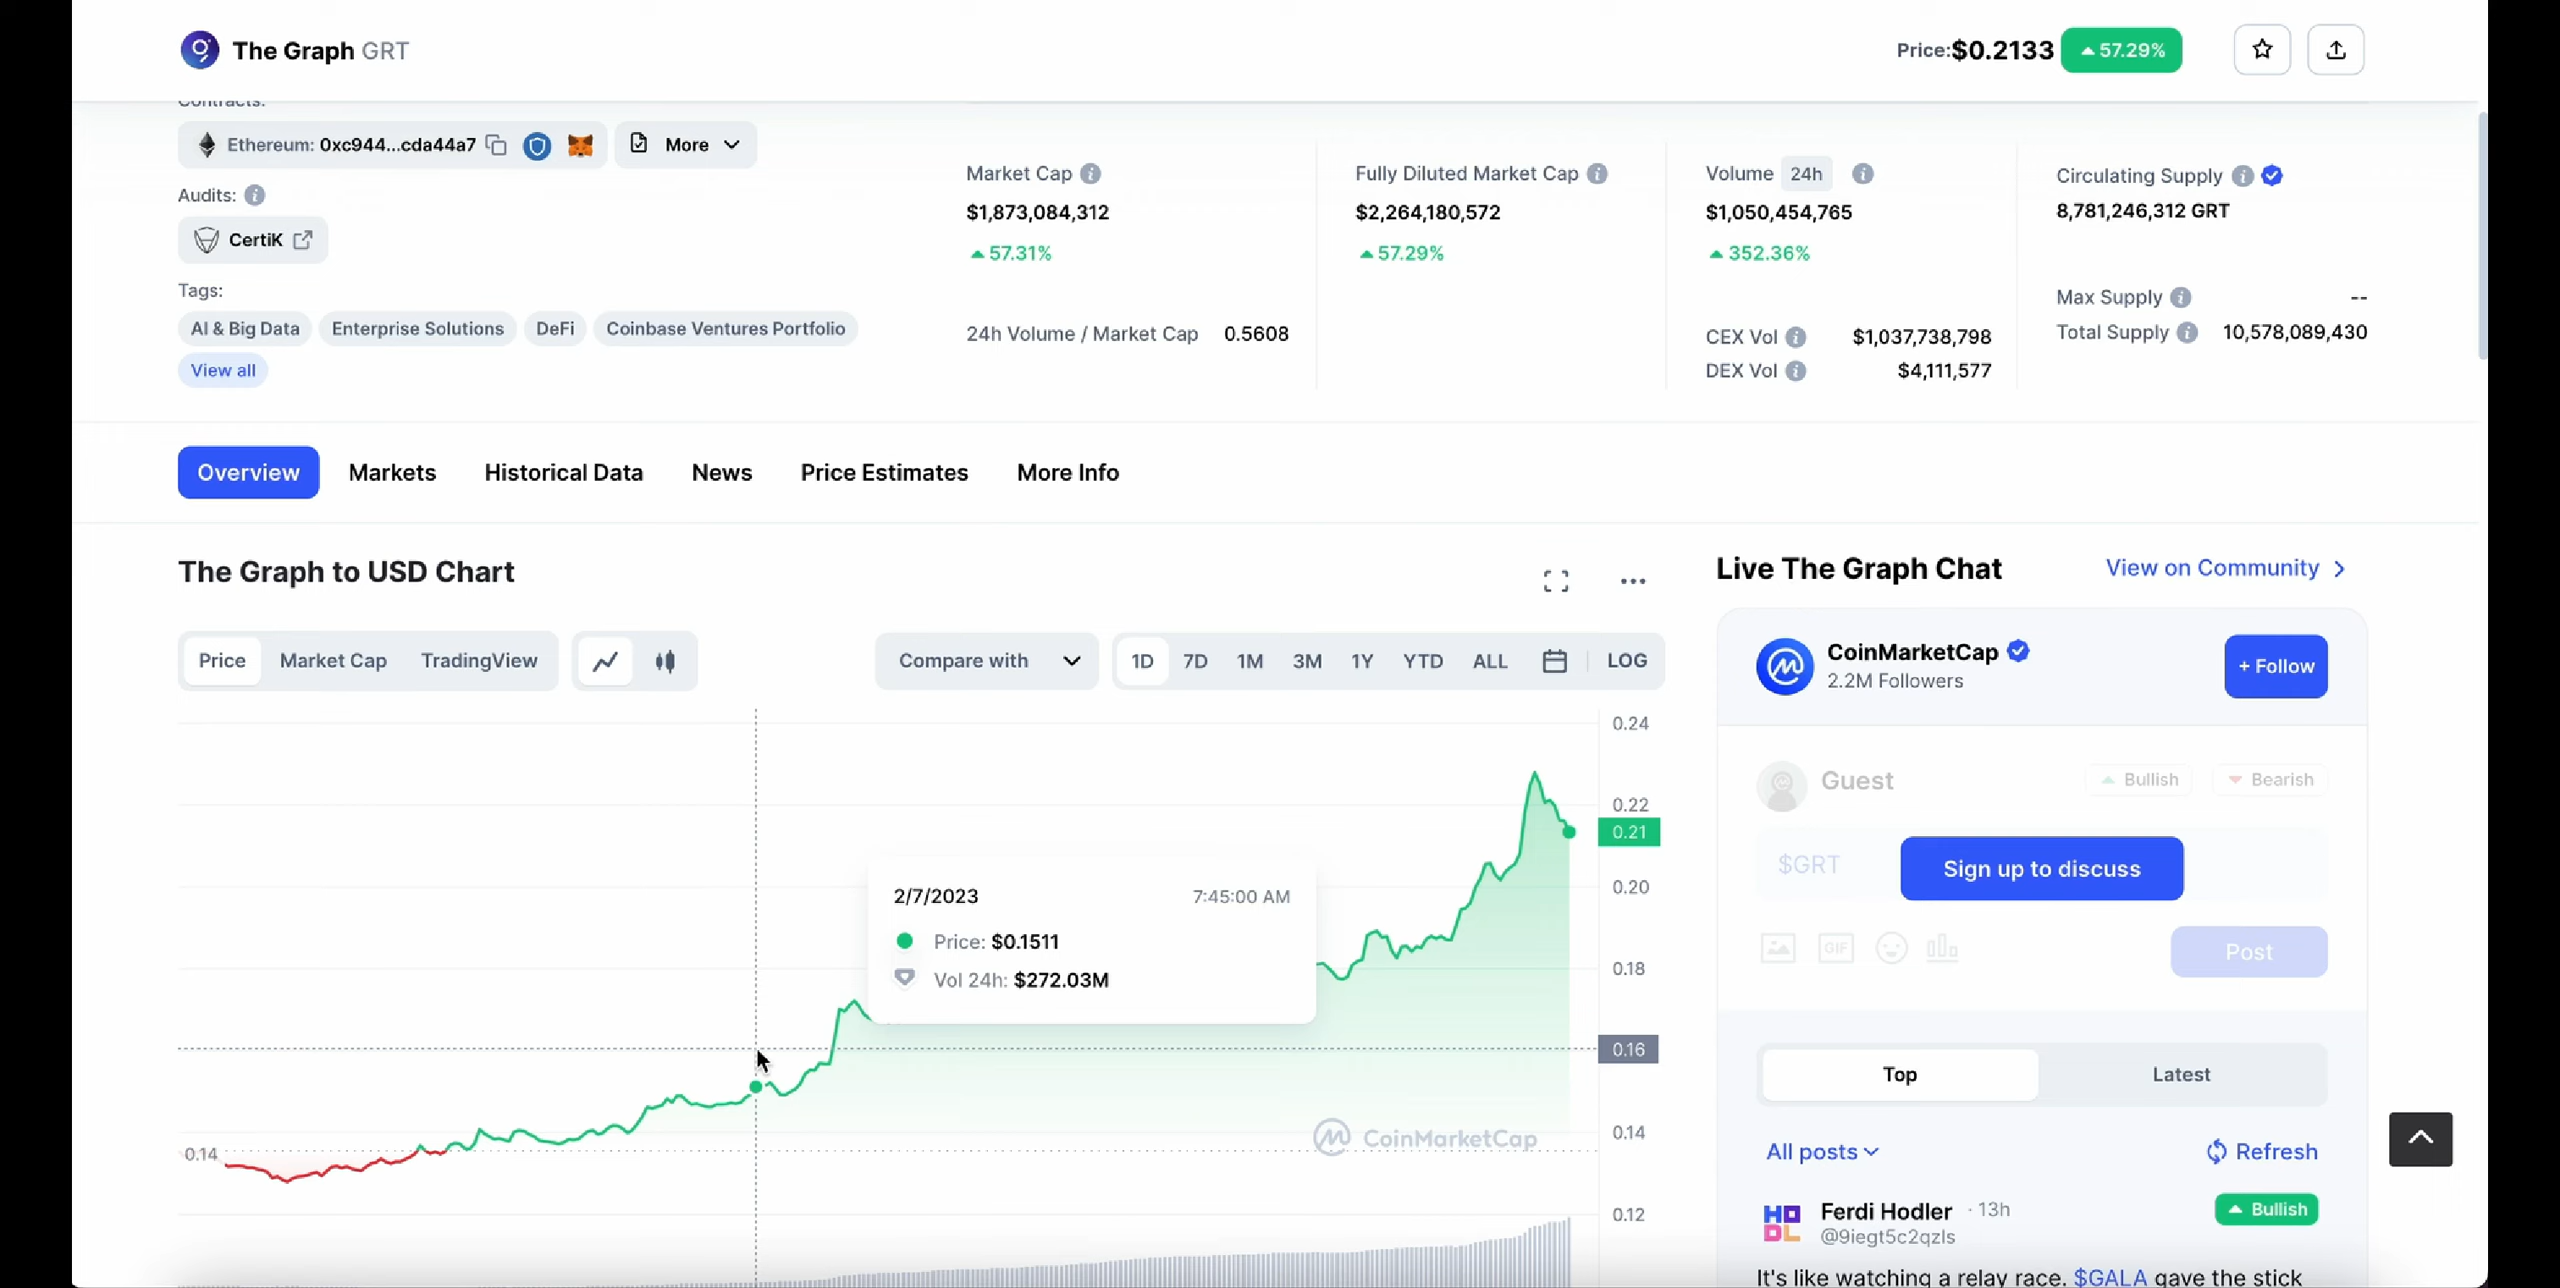 The Graph GRT
Price:$0.2133 57.29%
Contracts:
Ethereum: 0xc944...cda44a7
More
Audits:
CertiK
Tags:
AI & Big Data Enterprise Solutions DeFi Coinbase Ventures Portfolio
View all
Market Cap
$1,873,084,312
57.31%
24h Volume / Market Cap 0.5608
Fully Diluted Market Cap
$2,264,180,572
57.29%
Volume 24h
$1,050,454,765
352.36%
CEX Vol $1,037,738,798
DEX Vol $4,111,577
Circulating Supply
8,781,246,312 GRT
Max Supply --
Total Supply 10,578,089,430
Overview Markets Historical Data News Price Estimates More Info
The Graph to USD Chart
Price Market Cap TradingView
Compare with
1D 7D 1M 3M 1Y YTD ALL LOG
0.24
0.22
0.21
0.20
0.18
0.16
0.14
0.12
2/7/2023 7:45:00 AM
Price: $0.1511
Vol 24h: $272.03M
0.14
CoinMarketCap
Live The Graph Chat View on Community
CoinMarketCap
2.2M Followers
+ Follow
Guest Bullish Bearish
$GRT
Sign up to discuss
GIF
Post
Top Latest
All posts Refresh
HO
DL
Ferdi Hodler · 13h
Bullish
@9iegt5c2qzls
It's like watching a relay race. $GALA gave the stick